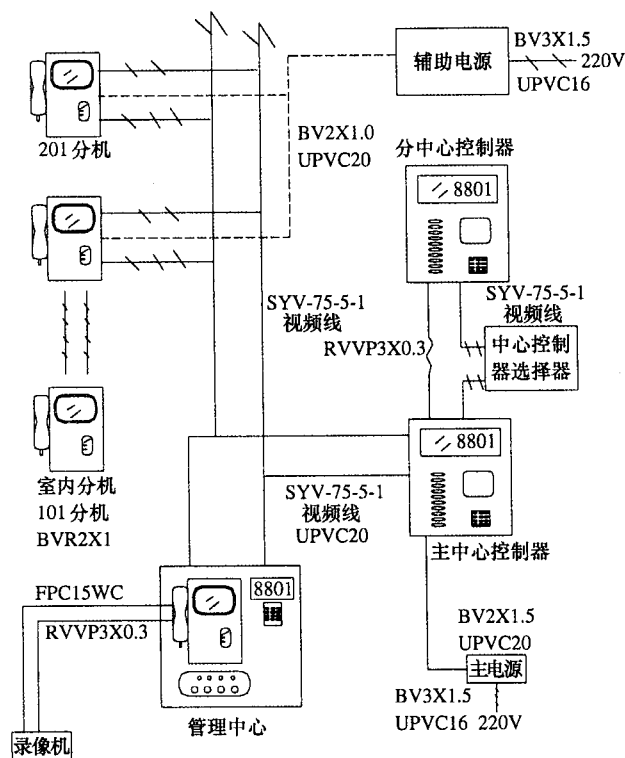 辅助电源
BV3X1.5
220V
UPVC16
201分机
BV2X1.0
UPVC20
分中心控制器
8801
SYV-75-5-1
视频线
SYV-75-5-1
视频线
RVVP3X0.3
中心控制
器选择器
8801
室内分机
101分机
BVR2X1
SYV-75-5-1
视频线
UPVC20
主中心控制器
FPC15WC
RVVP3X0.3
8801
BV2X1.5
UPVC20
主电源
BV3X1.5
UPVC16 220V
管理中心
录像机